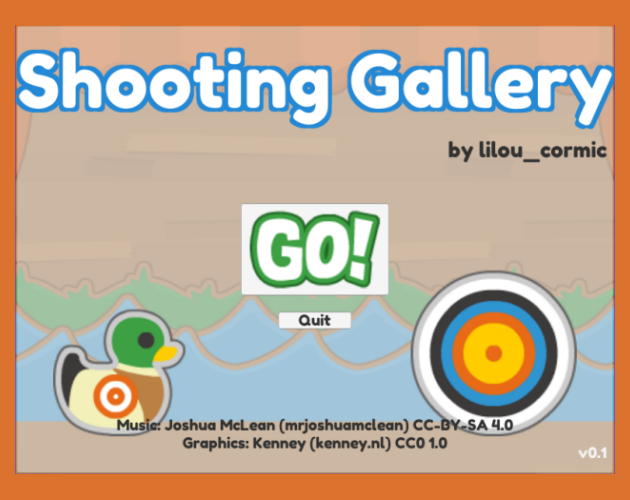 Shooting Gallery
by lilou_cormic
GO!
Quit
Music: Joshua McLean (mrjoshuamclean) CC-BY-SA 4.0
Graphics: Kenney (kenney.nl) CC0 1.0
v0.1